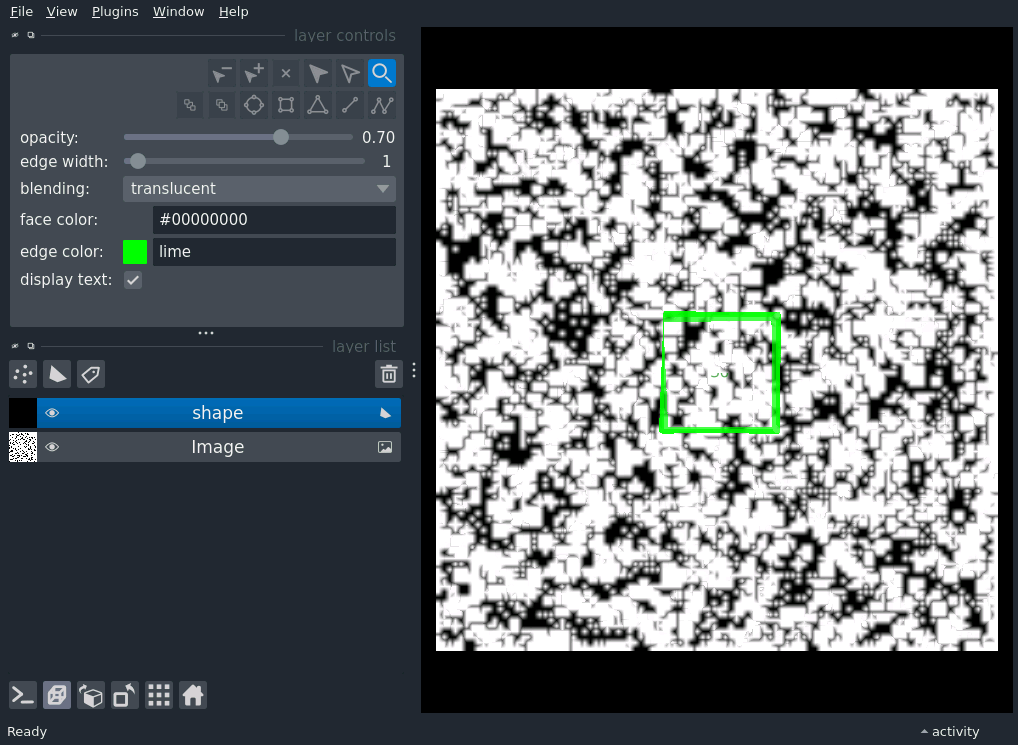 File View Plugins Window Help
layer controls
opacity: 0.70
edge width: 1
blending: translucent
face color: #00000000
edge color: lime
display text:
layer list
shape
Image
Ready
activity